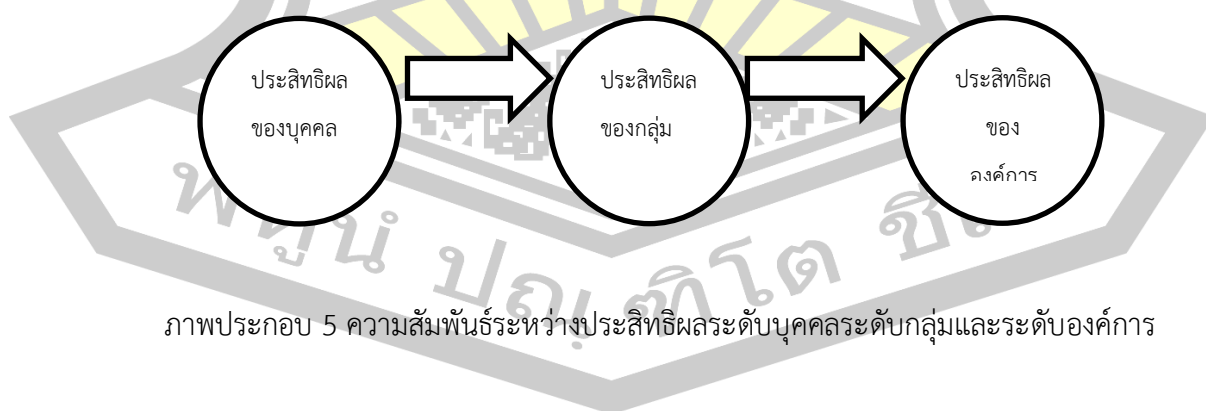 ประสิทธิผล
ของบุคคล
ประสิทธิผล
ของกลุ่ม
ประสิทธิผล
ของ
องค์การ
ภาพประกอบ 5 ความสัมพันธ์ระหว่างประสิทธิผลระดับบุคคลระดับกลุ่มและระดับองค์การ